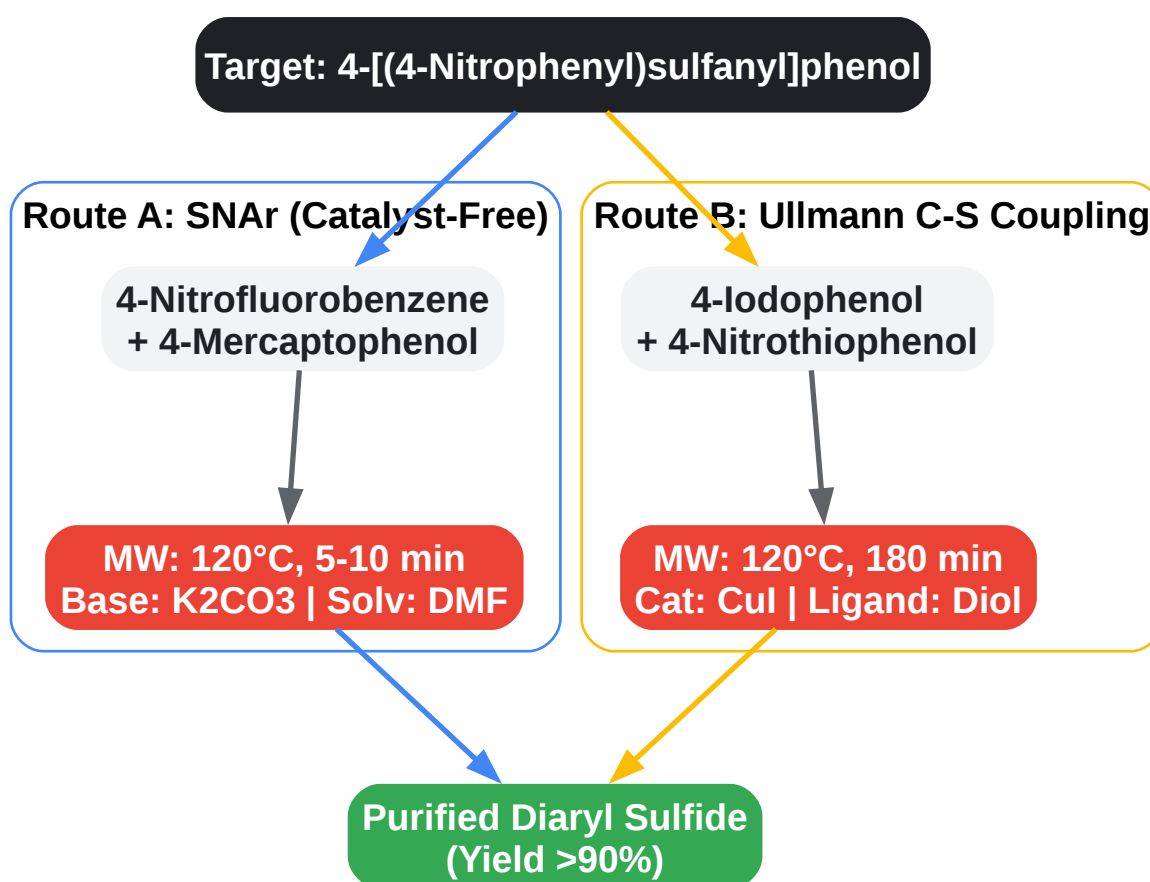 Target: 4-[(4-Nitrophenyl)sulfanyl]phenol
Route A: SNAr (Catalyst-Free)
4-Nitrofluorobenzene
+ 4-Mercaptophenol
MW: 120°C, 5-10 min
Base: K2CO3 | Solv: DMF
Route B: Ullmann C-S Coupling
4-Iodophenol
+ 4-Nitrothiophenol
MW: 120°C, 180 min
Cat: CuI | Ligand: Diol
Purified Diaryl Sulfide
(Yield >90%)